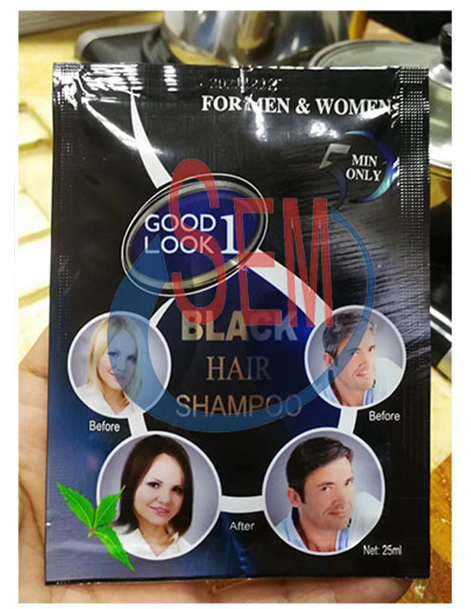 FOR MEN & WOMEN
5 MIN
ONLY
GOOD 1
LOOK
SEM
BLACK
HAIR
SHAMPOO
Before
Before
After
Net: 25ml